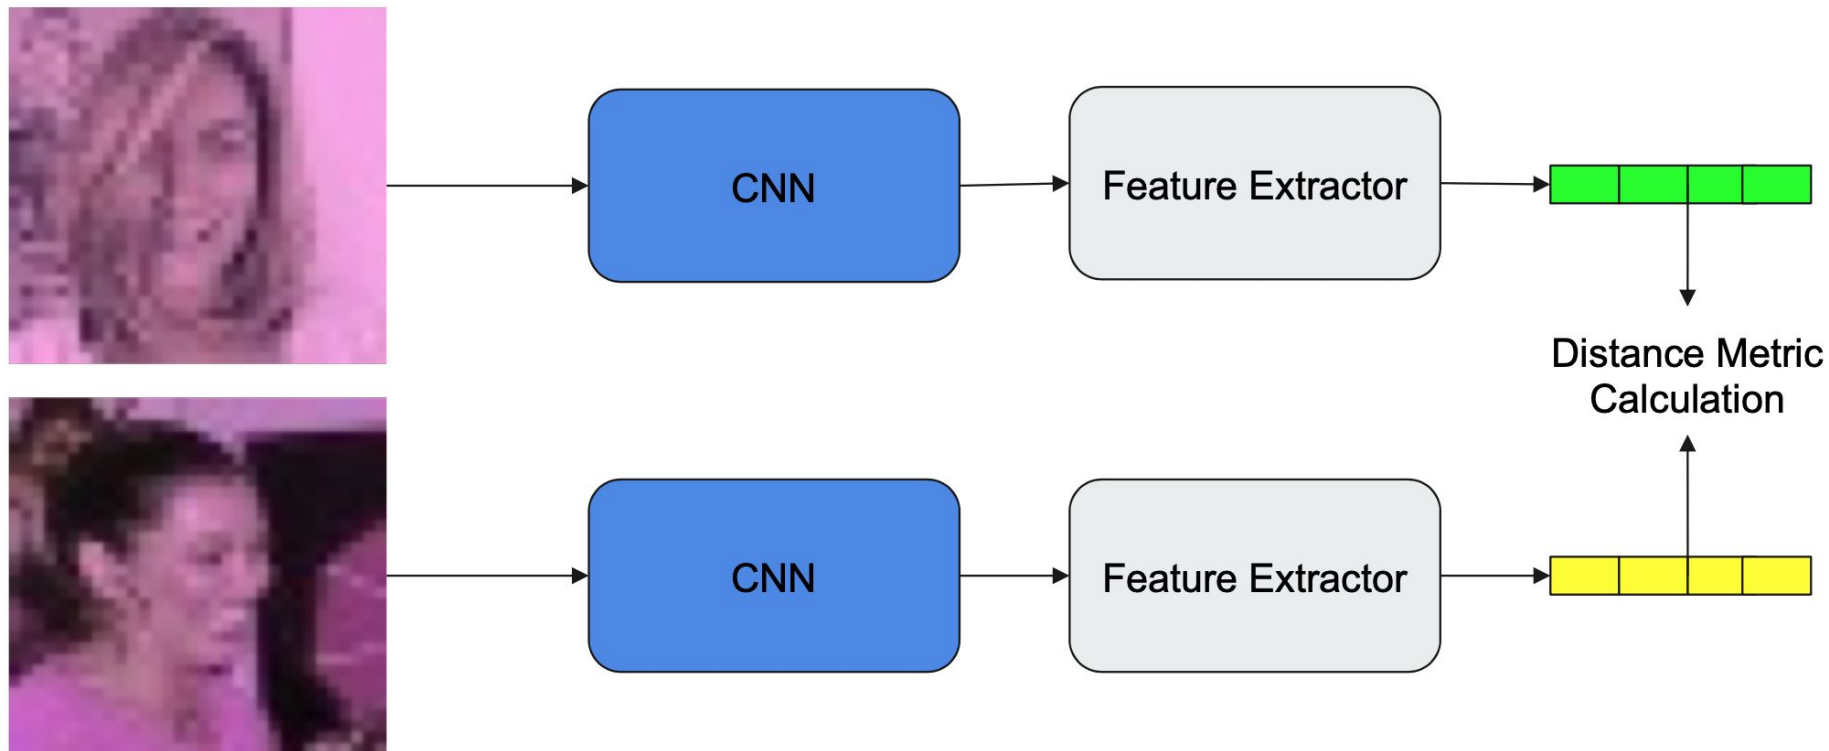 CNN
Feature Extractor
Distance Metric
Calculation
CNN
Feature Extractor